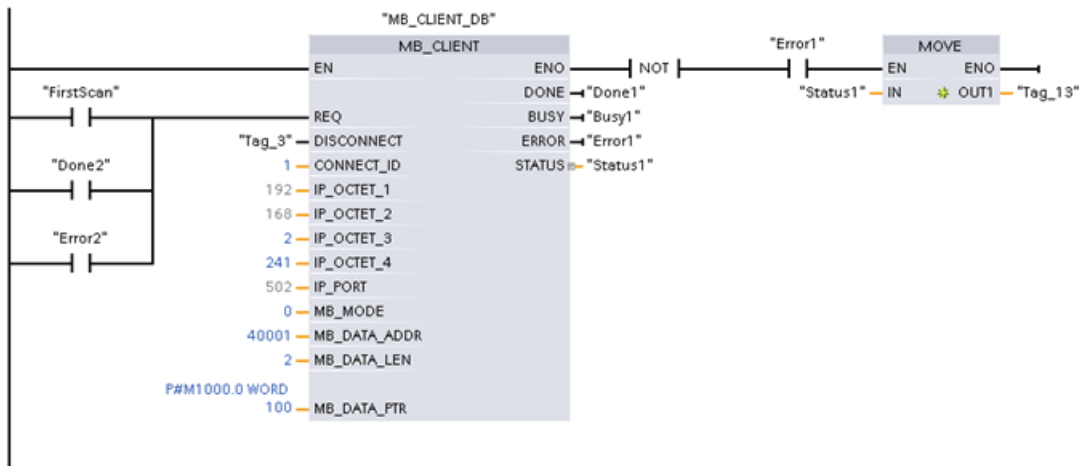 "MB_CLIENT_DB"
MB_CLIENT
"Error1"
MOVE
EN ENO NOT EN ENO
"FirstScan" DONE "Done1" "Status1" IN OUT1 "Tag_13"
REQ BUSY "Busy1"
"Tag_3" DISCONNECT ERROR "Error1"
"Done2" 1 CONNECT_ID STATUS "Status1"
192 IP_OCTET_1
168 IP_OCTET_2
"Error2" 2 IP_OCTET_3
241 IP_OCTET_4
502 IP_PORT
0 MB_MODE
40001 MB_DATA_ADDR
2 MB_DATA_LEN
P#M1000.0 WORD
100 MB_DATA_PTR